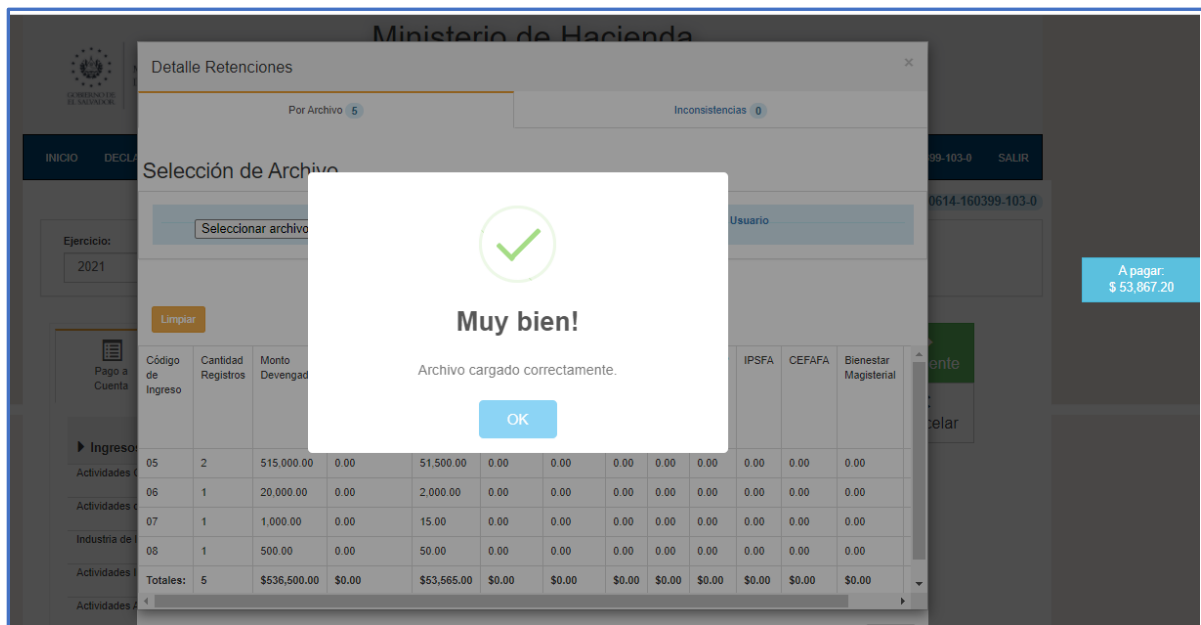 Ministerio de Hacienda
GOBIERNO DE
EL SALVADOR
Detalle Retenciones ×
Por Archivo 5
Inconsistencias 0
INICIO
SALIR
Selección de Archivo
0614-160399-103-0
Seleccionar archivo
Usuario
Ejercicio:
2021
A pagar:
$ 53,867.20
Muy bien!
Archivo cargado correctamente.
OK
Limpiar
Pago a
Cuenta
Código de Ingreso Cantidad Registros Monto IPSFA CEFAFA Bienestar Magisterial
05 2 515,000.00 0.00 51,500.00 0.00 0.00 0.00 0.00 0.00 0.00 0.00 0.00
06 1 20,000.00 0.00 2,000.00 0.00 0.00 0.00 0.00 0.00 0.00 0.00 0.00
07 1 1,000.00 0.00 15.00 0.00 0.00 0.00 0.00 0.00 0.00 0.00 0.00
08 1 500.00 0.00 50.00 0.00 0.00 0.00 0.00 0.00 0.00 0.00 0.00
Totales: 5 $536,500.00 $0.00 $53,565.00 $0.00 $0.00 $0.00 $0.00 $0.00 $0.00 $0.00 $0.00
Actividades
Actividades
Industria de
Actividades
Actividades